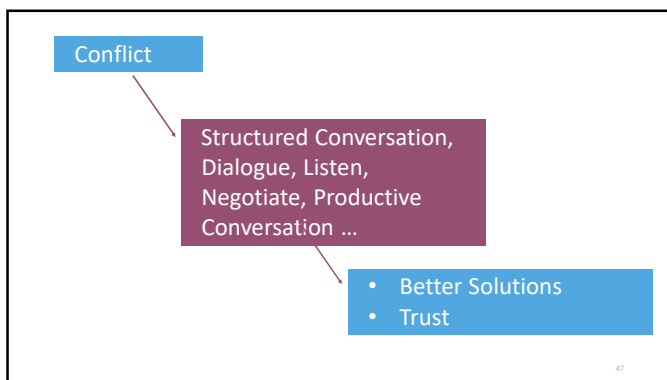 Conflict
Structured Conversation,
Dialogue, Listen,
Negotiate, Productive
Conversation …
• Better Solutions
• Trust
47